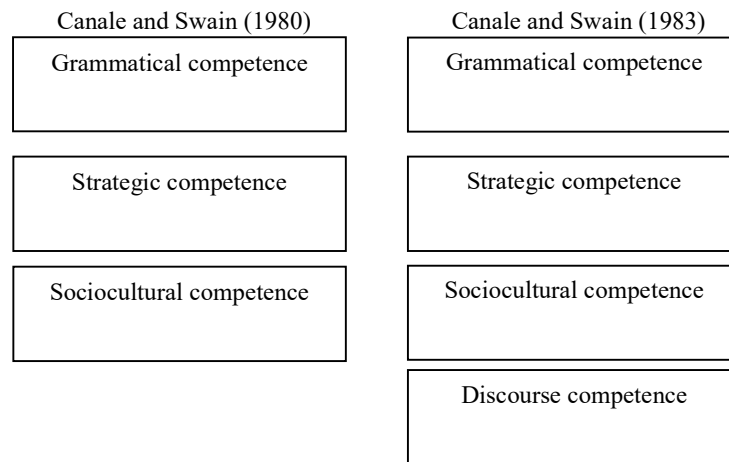 Canale and Swain (1980)
Grammatical competence
Strategic competence
Sociocultural competence
Canale and Swain (1983)
Grammatical competence
Strategic competence
Sociocultural competence
Discourse competence